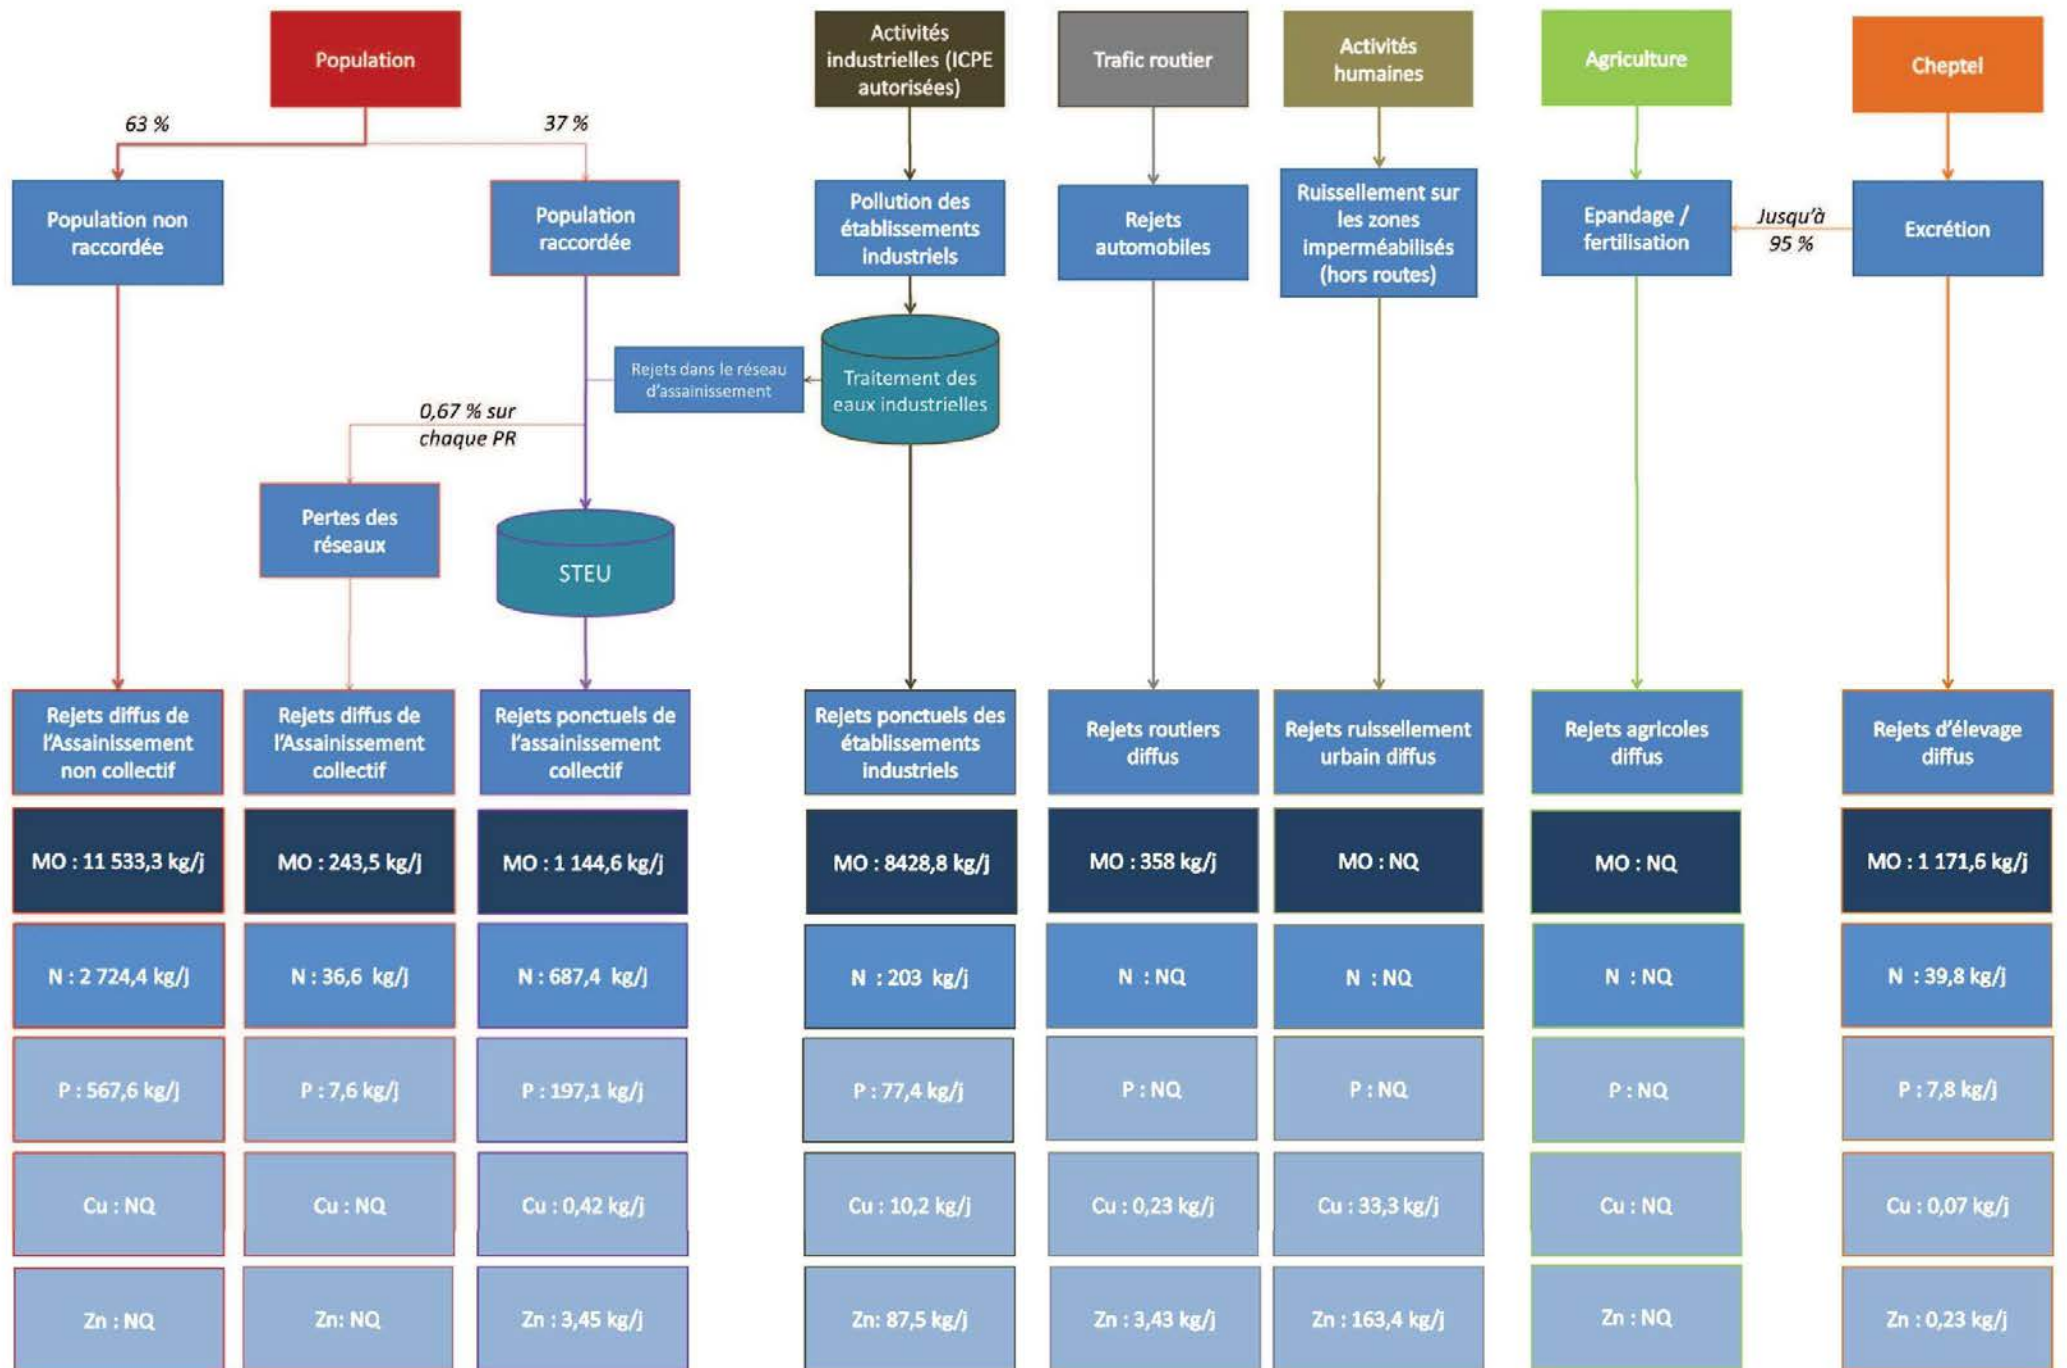 Population
Activités
industrielles (ICPE
autorisées)
Trafic routier
Activités
humaines
Agriculture
Cheptel
63 %
37 %
Population non
raccordée
Population
raccordée
Pollution des
établissements
industriels
Rejets
automobiles
Ruissellement sur
les zones
imperméabilisés
(hors routes)
Epandage /
fertilisation
Jusqu'à
95 %
Excrétion
Rejets dans le réseau
d'assainissement
Traitement des
eaux industrielles
0,67 % sur
chaque PR
Pertes des
réseaux
STEU
Rejets diffus de
l'Assainissement
non collectif
Rejets diffus de
l'Assainissement
collectif
Rejets ponctuels de
l'assainissement
collectif
Rejets ponctuels des
établissements
industriels
Rejets routiers
diffus
Rejets ruissellement
urbain diffus
Rejets agricoles
diffus
Rejets d'élevage
diffus
MO : 11 533,3 kg/j
MO : 243,5 kg/j
MO : 1 144,6 kg/j
MO : 8428,8 kg/j
MO : 358 kg/j
MO : NQ
MO : NQ
MO : 1 171,6 kg/j
N : 2 724,4 kg/j
N : 36,6 kg/j
N : 687,4 kg/j
N : 203 kg/j
N : NQ
N : NQ
N : NQ
N : 39,8 kg/j
P : 567,6 kg/j
P : 7,6 kg/j
P : 197,1 kg/j
P : 77,4 kg/j
P : NQ
P : NQ
P : NQ
P : 7,8 kg/j
Cu : NQ
Cu : NQ
Cu : 0,42 kg/j
Cu : 10,2 kg/j
Cu : 0,23 kg/j
Cu : 33,3 kg/j
Cu : NQ
Cu : 0,07 kg/j
Zn : NQ
Zn: NQ
Zn : 3,45 kg/j
Zn: 87,5 kg/j
Zn : 3,43 kg/j
Zn : 163,4 kg/j
Zn : NQ
Zn : 0,23 kg/j